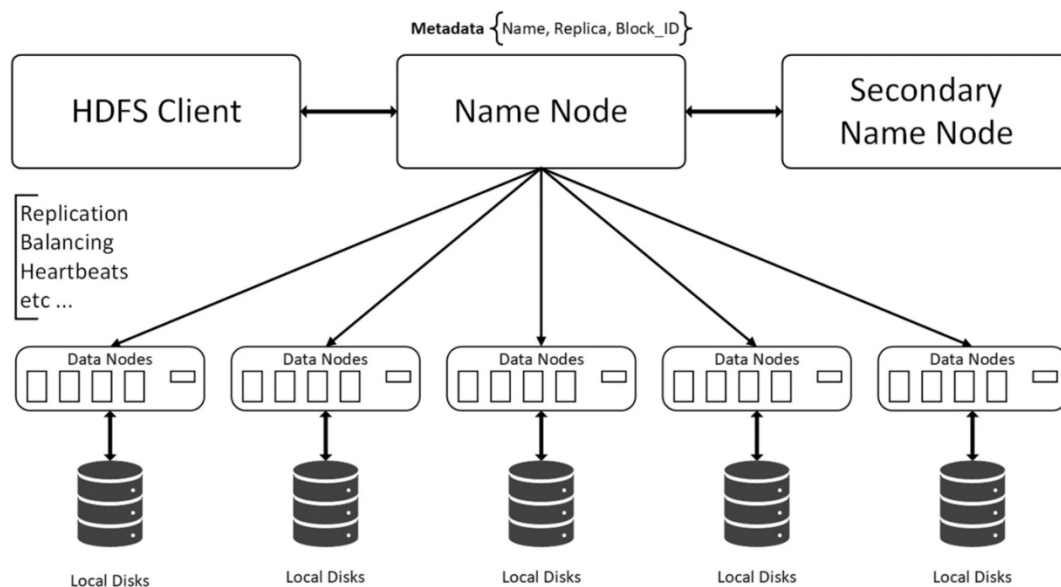 Metadata {Name, Replica, Block_ID}
HDFS Client
Name Node
Secondary
Name Node
Replication
Balancing
Heartbeats
etc ...
Data Nodes
Data Nodes
Data Nodes
Data Nodes
Data Nodes
Local Disks
Local Disks
Local Disks
Local Disks
Local Disks